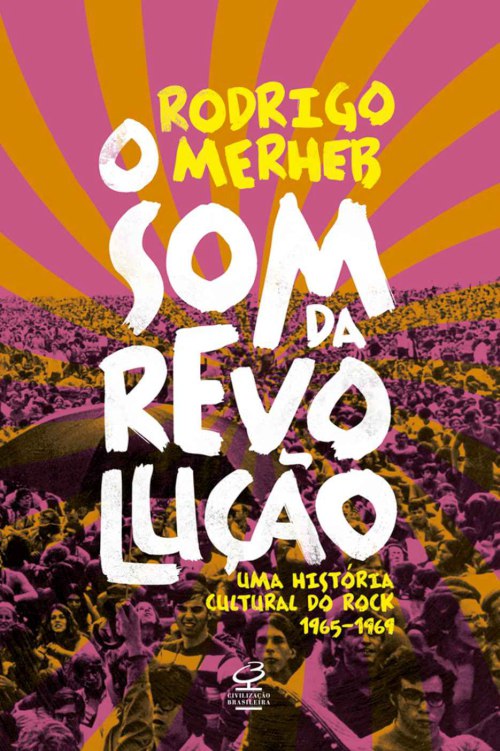 RODRIGO
MERHEB
O
SOM
DA
REVO
LUÇÃO
UMA HISTÓRIA
CULTURAL DO ROCK
1965-1969
CIVILIZAÇÃO
BRASILEIRA